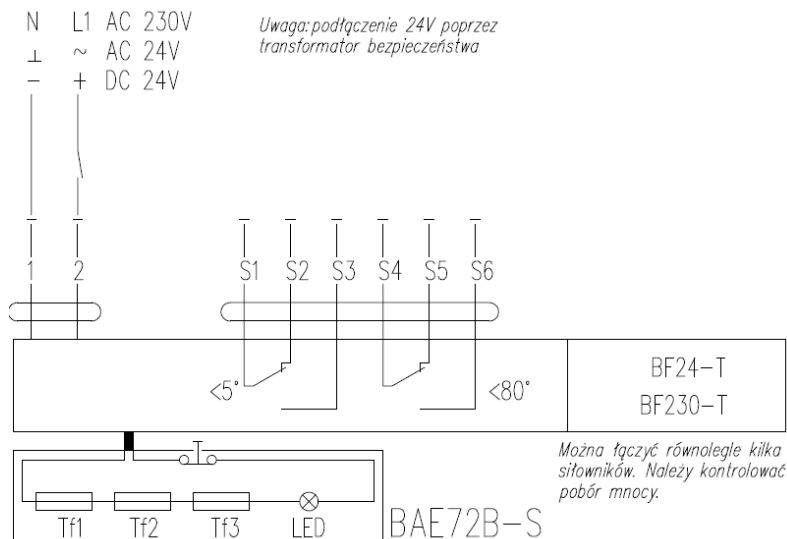 N L1 AC 230V
⊥ ~ AC 24V
− + DC 24V
Uwaga: podłączenie 24V poprzez
transformator bezpieczeństwa
1 2 S1 S2 S3 S4 S5 S6
<5° <80°
BF24-T
BF230-T
Można łączyć równolegle kilka
siłowników. Należy kontrolować
pobór mnocy.
Tf1 Tf2 Tf3 LED BAE72B-S